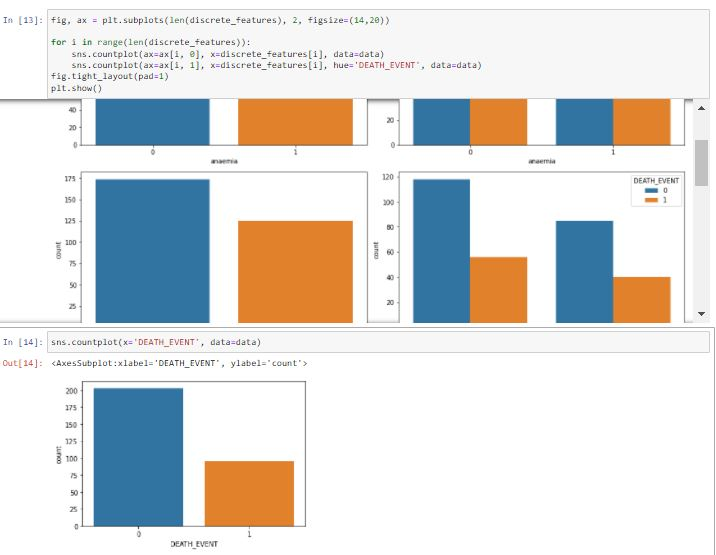 In [13]: fig, ax = plt.subplots(len(discrete_features), 2, figsize=(14,20))
for i in range(len(discrete_features)):
sns.countplot(ax=ax[i, 0], x=discrete_features[i], data=data)
sns.countplot(ax=ax[i, 1], x=discrete_features[i], hue='DEATH_EVENT', data=data)
fig.tight_layout(pad=1)
plt.show()
40
20
0
0 1
anaemia
20
0
0 1
anaemia
175
150
125
100
75
50
25
count
120
100
80
60
40
20
count
DEATH_EVENT
0
1
In [14]: sns.countplot(x='DEATH_EVENT', data=data)
Out[14]: <AxesSubplot:xlabel='DEATH_EVENT', ylabel='count'>
200
175
150
125
100
75
50
25
0
count
0 1
DEATH_EVENT